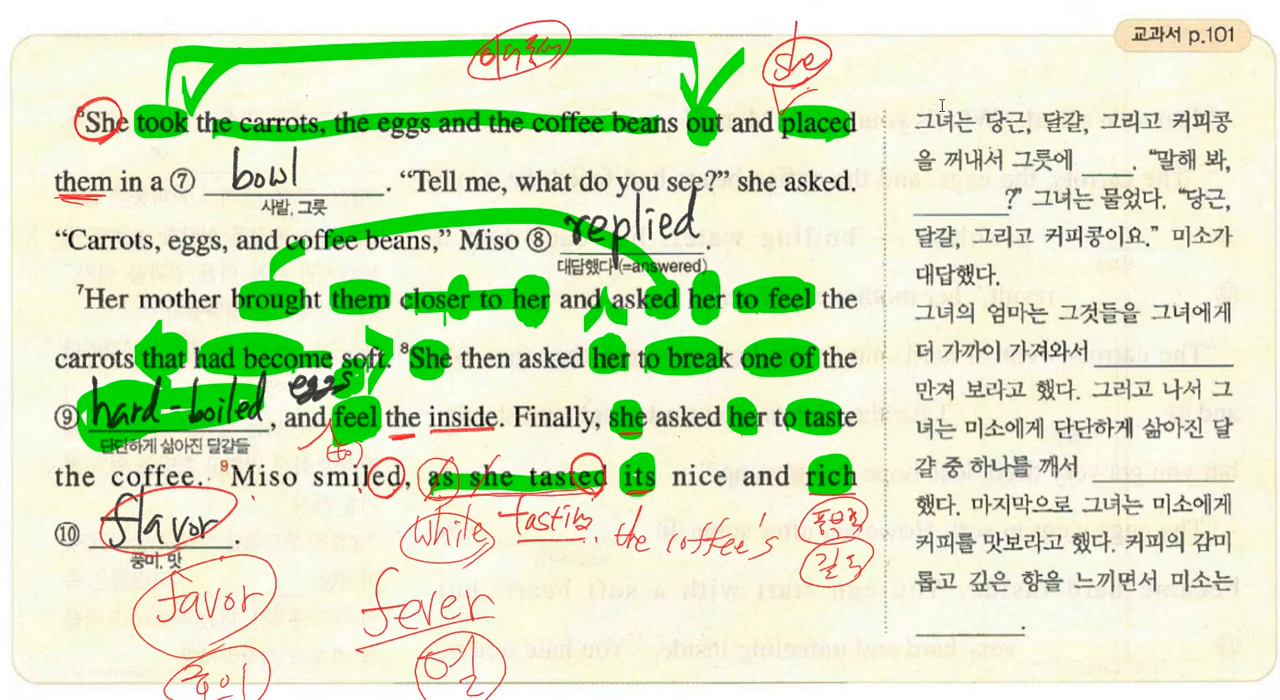 교과서 p.101
이어동사
she
⁶She took the carrots, the eggs and the coffee beans out and placed
them in a ⑦ bowl . “Tell me, what do you see?” she asked.
사발, 그릇
“Carrots, eggs, and coffee beans,” Miso ⑧ replied
대답했다 (=answered)
⁷Her mother brought them closer to her and asked her to feel the
carrots that had become soft. ⁸She then asked her to break one of the
eggs
⑨ hard-boiled , and feel the inside. Finally, she asked her to taste
단단하게 삶아진 달걀들
(to)
the coffee. ⁹Miso smiled, as she tasted its nice and rich
⑩ flavor
풍미, 맛
while tasting the coffee's
favor
fever
열
그녀는 당근, 달걀, 그리고 커피콩
을 꺼내서 그릇에 . “말해 봐,
?” 그녀는 물었다. “당근,
달걀, 그리고 커피콩이요.” 미소가
대답했다.
그녀의 엄마는 그것들을 그녀에게
더 가까이 가져와서
만져 보라고 했다. 그리고 나서 그
녀는 미소에게 단단하게 삶아진 달
걀 중 하나를 깨서
했다. 마지막으로 그녀는 미소에게
커피를 맛보라고 했다. 커피의 감미
롭고 깊은 향을 느끼면서 미소는
.